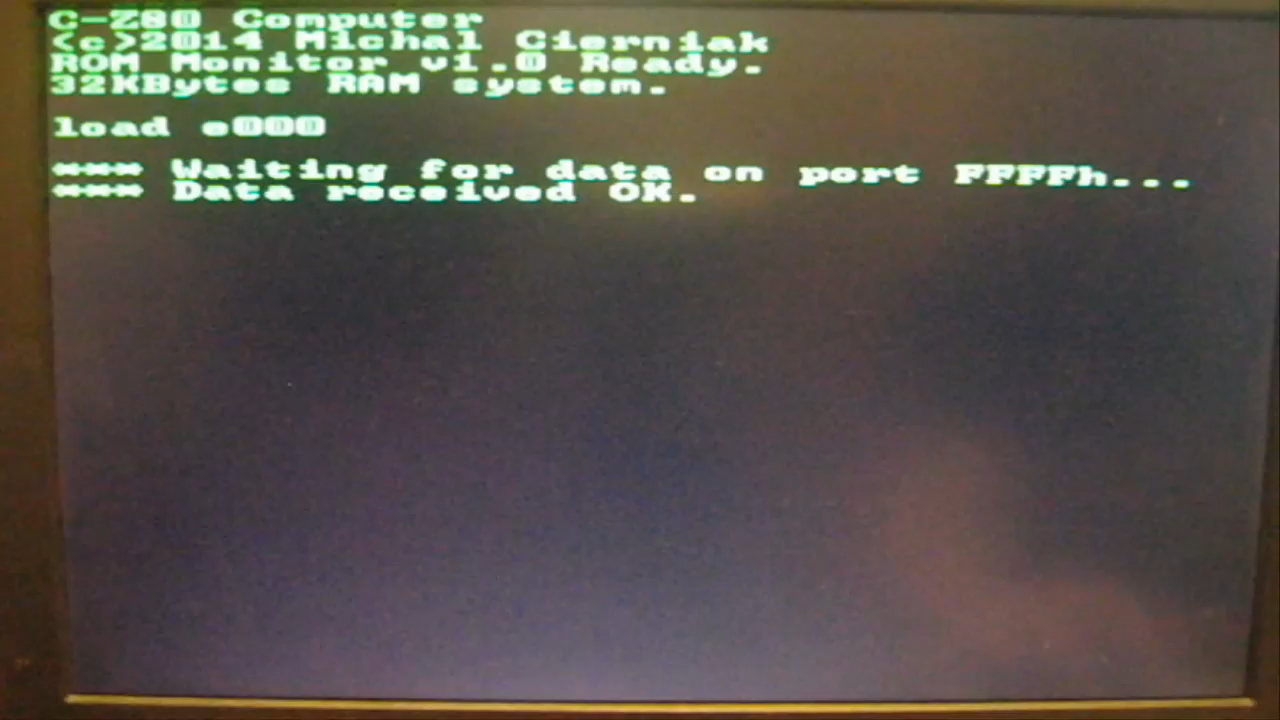 C-Z80 Computer
<c>2014 Michal Cierniak
ROM Monitor v1.0 Ready.
32KBytes RAM system.
load e000
*** Waiting for data on port FFFFh...
*** Data received OK.